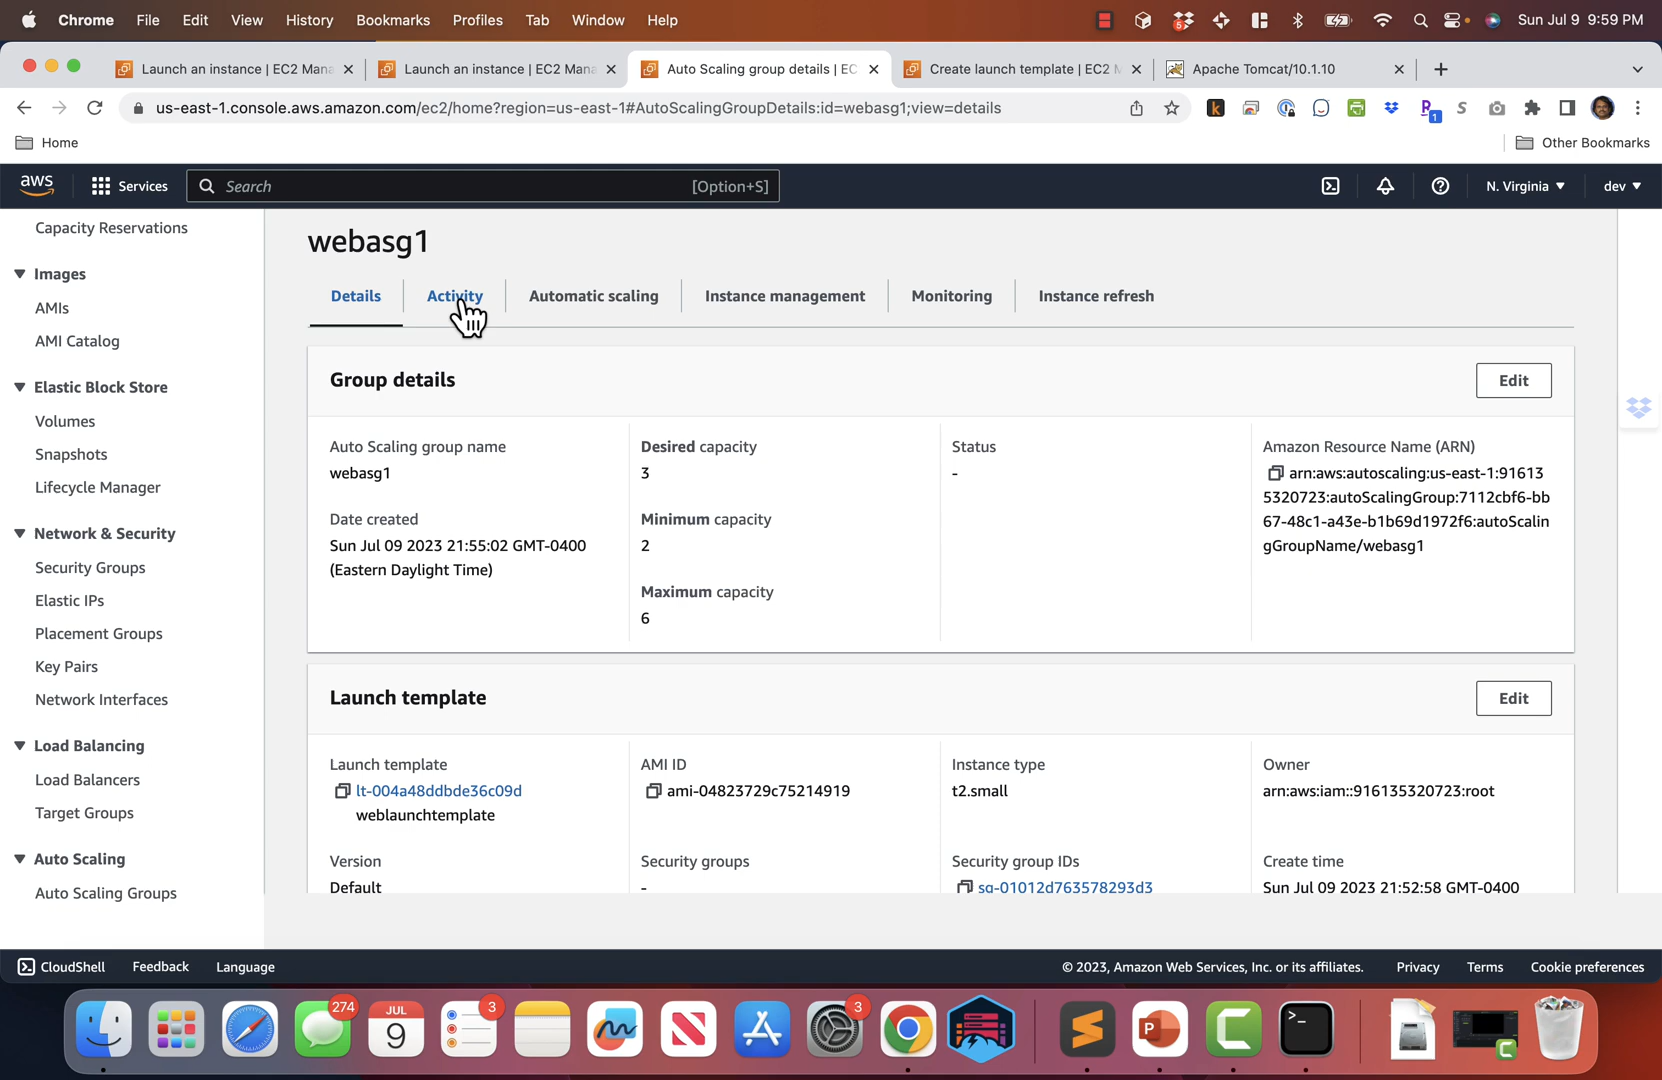 Chrome File Edit View History Bookmarks Profiles Tab Window Help 5 Sun Jul 9 9:59 PM
Launch an instance | EC2 Mana Launch an instance | EC2 Mana Auto Scaling group details | EC Create launch template | EC2 M Apache Tomcat/10.1.10
us-east-1.console.aws.amazon.com/ec2/home?region=us-east-1#AutoScalingGroupDetails:id=webasg1;view=details
1
Home Other Bookmarks
aws Services Search [Option+S] N. Virginia dev
Capacity Reservations
Images
AMIs
AMI Catalog
Elastic Block Store
Volumes
Snapshots
Lifecycle Manager
Network & Security
Security Groups
Elastic IPs
Placement Groups
Key Pairs
Network Interfaces
Load Balancing
Load Balancers
Target Groups
Auto Scaling
Auto Scaling Groups
webasg1
Details Activity Automatic scaling Instance management Monitoring Instance refresh
Group details Edit
Auto Scaling group name
webasg1
Date created
Sun Jul 09 2023 21:55:02 GMT-0400
(Eastern Daylight Time)
Desired capacity
3
Minimum capacity
2
Maximum capacity
6
Status
-
Amazon Resource Name (ARN)
arn:aws:autoscaling:us-east-1:91613
5320723:autoScalingGroup:7112cbf6-bb
67-48c1-a43e-b1b69d1972f6:autoScalin
gGroupName/webasg1
Launch template Edit
Launch template
lt-004a48ddbde36c09d
weblaunchtemplate
AMI ID
ami-04823729c75214919
Instance type
t2.small
Owner
arn:aws:iam::916135320723:root
Version
Default
Security groups
-
Security group IDs
sg-01012d763578293d3
Create time
Sun Jul 09 2023 21:52:58 GMT-0400
CloudShell Feedback Language © 2023, Amazon Web Services, Inc. or its affiliates. Privacy Terms Cookie preferences
274
JUL
9
3
3
P
C